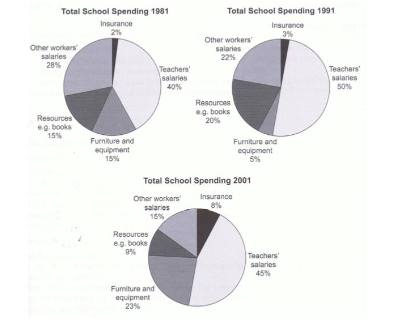 Total School Spending 1981
Insurance
2%
Other workers'
salaries
28%
Teachers'
salaries
40%
Resources
e.g. books
15%
Furniture and
equipment
15%
Total School Spending 1991
Insurance
3%
Other workers'
salaries
22%
Teachers'
salaries
50%
Resources
e.g. books
20%
Furniture and
equipment
5%
Total School Spending 2001
Insurance
8%
Other workers'
salaries
15%
Resources
e.g. books
9%
Teachers'
salaries
45%
Furniture and
equipment
23%